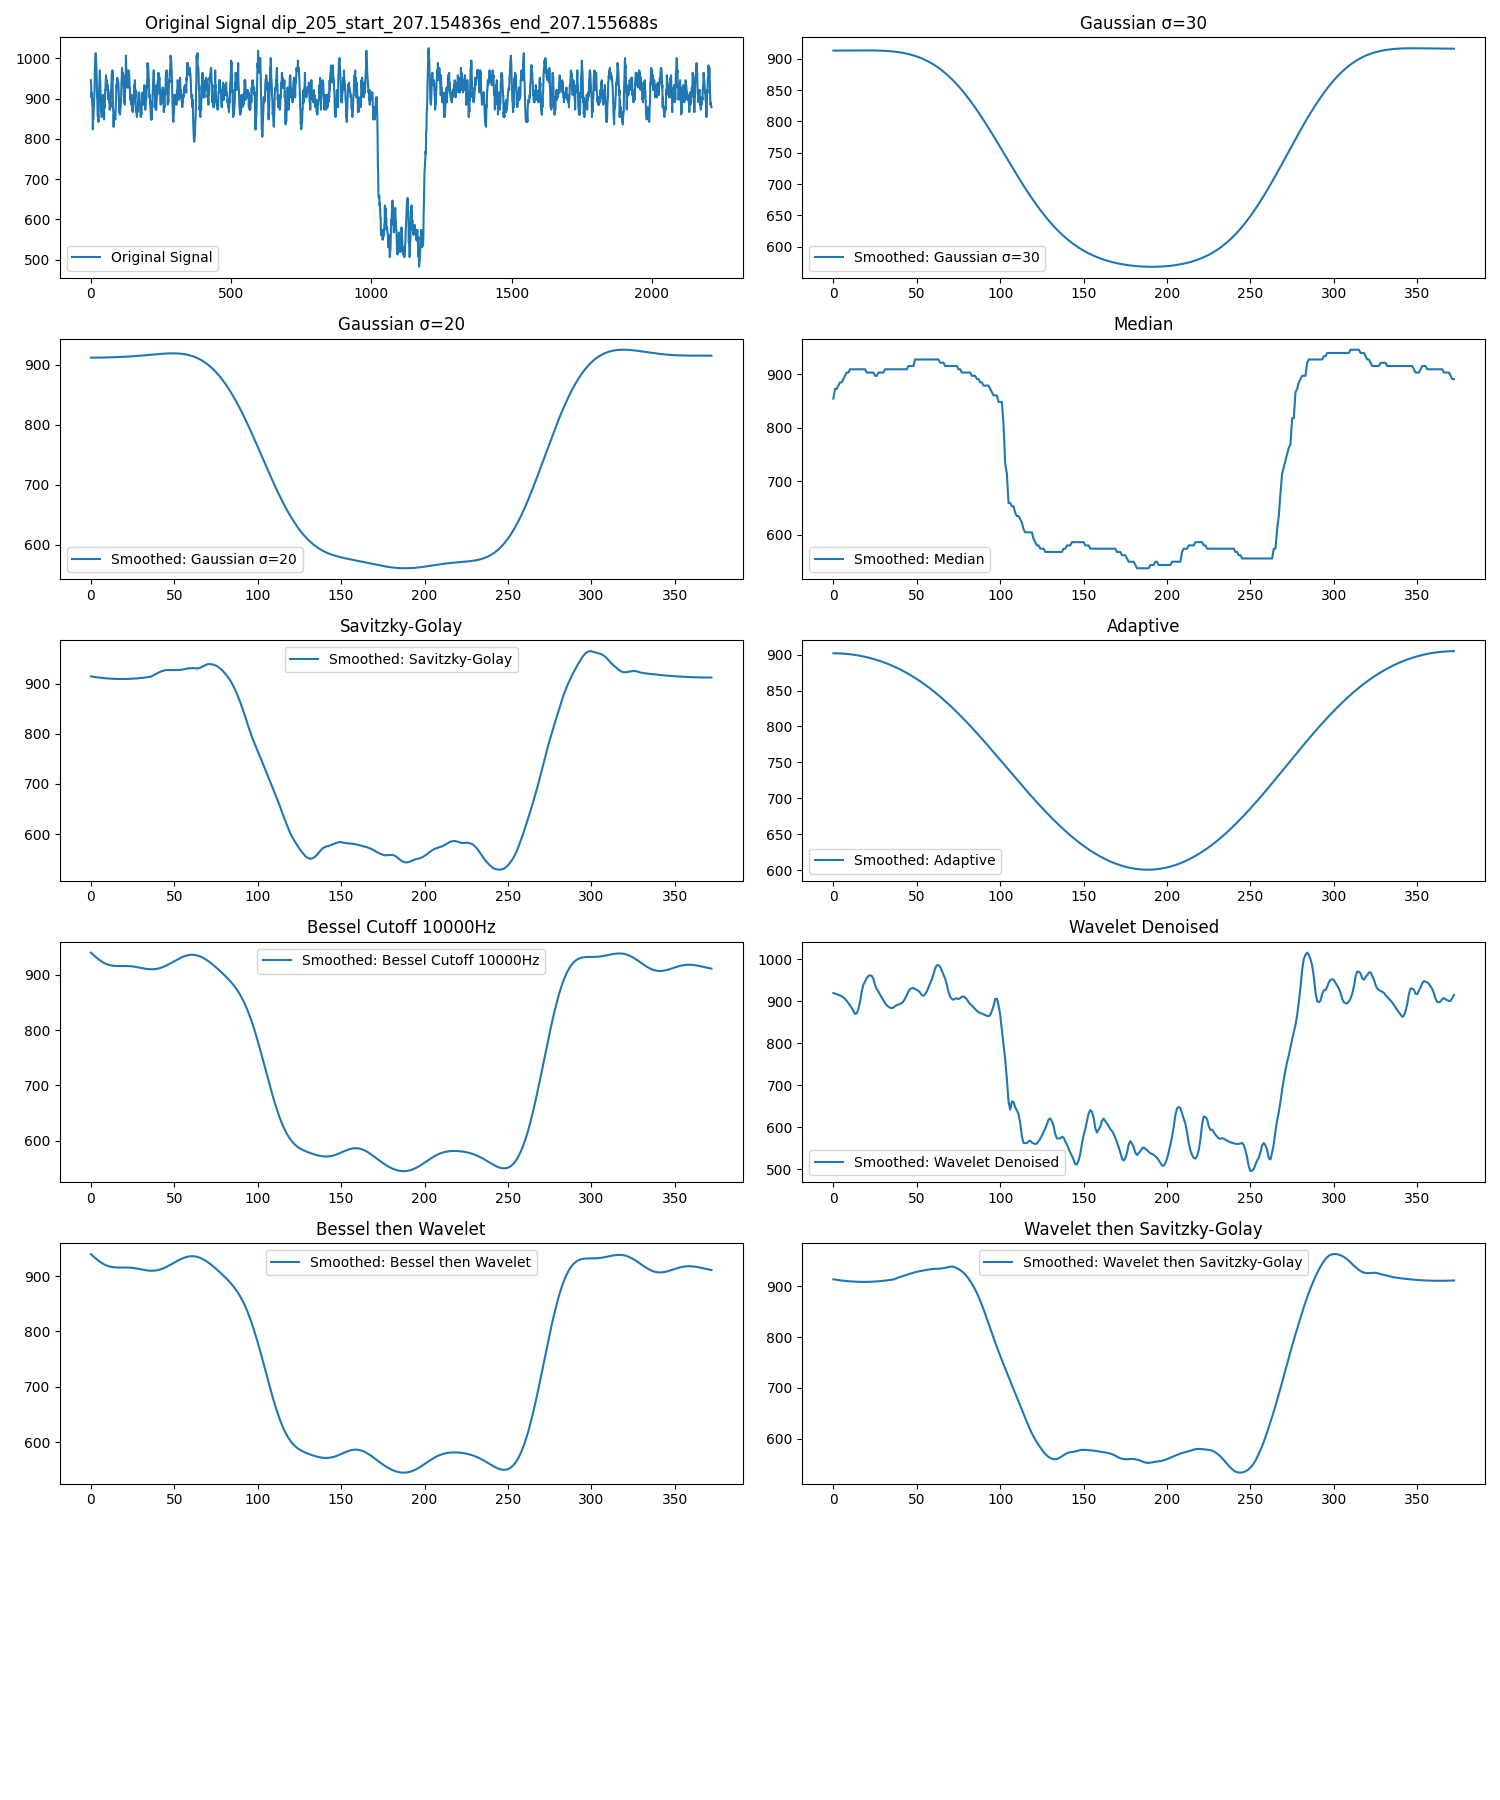 Original Signal dip_205_start_207.154836s_end_207.155688s
1000
900
800
700
600
500
Original Signal
0 500 1000 1500 2000
Gaussian σ=30
900
850
800
750
700
650
600
Smoothed: Gaussian σ=30
0 50 100 150 200 250 300 350
Gaussian σ=20
900
800
700
600
Smoothed: Gaussian σ=20
0 50 100 150 200 250 300 350
Median
900
800
700
600
Smoothed: Median
0 50 100 150 200 250 300 350
Savitzky-Golay
Smoothed: Savitzky-Golay
900
800
700
600
0 50 100 150 200 250 300 350
Adaptive
900
850
800
750
700
650
600
Smoothed: Adaptive
0 50 100 150 200 250 300 350
Bessel Cutoff 10000Hz
Smoothed: Bessel Cutoff 10000Hz
900
800
700
600
0 50 100 150 200 250 300 350
Wavelet Denoised
1000
900
800
700
600
500
Smoothed: Wavelet Denoised
0 50 100 150 200 250 300 350
Bessel then Wavelet
Smoothed: Bessel then Wavelet
900
800
700
600
0 50 100 150 200 250 300 350
Wavelet then Savitzky-Golay
Smoothed: Wavelet then Savitzky-Golay
900
800
700
600
0 50 100 150 200 250 300 350